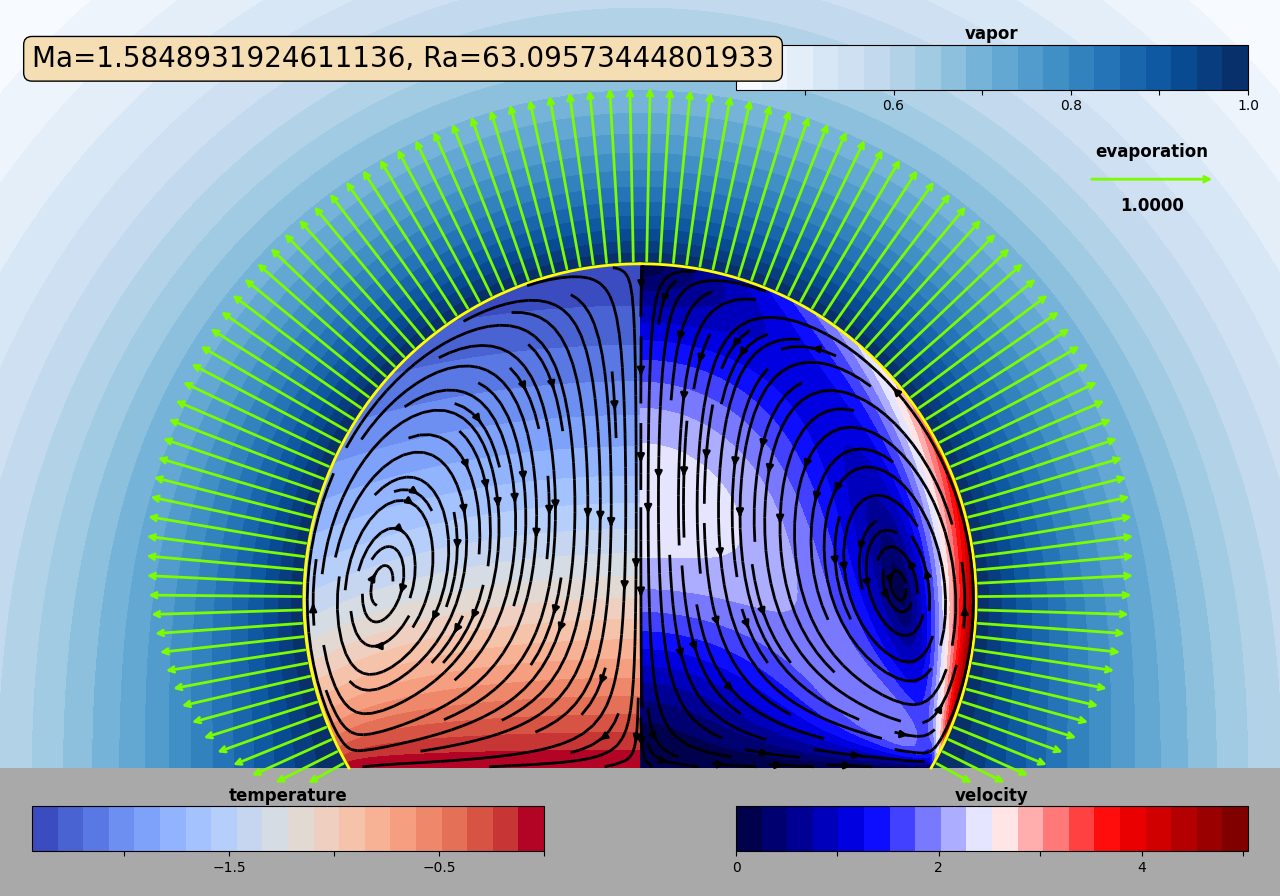 Ma=1.5848931924611136, Ra=63.09573444801933
vapor
0.6 0.8 1.0
evaporation
1.0000
temperature
−1.5 −0.5
velocity
0 2 4